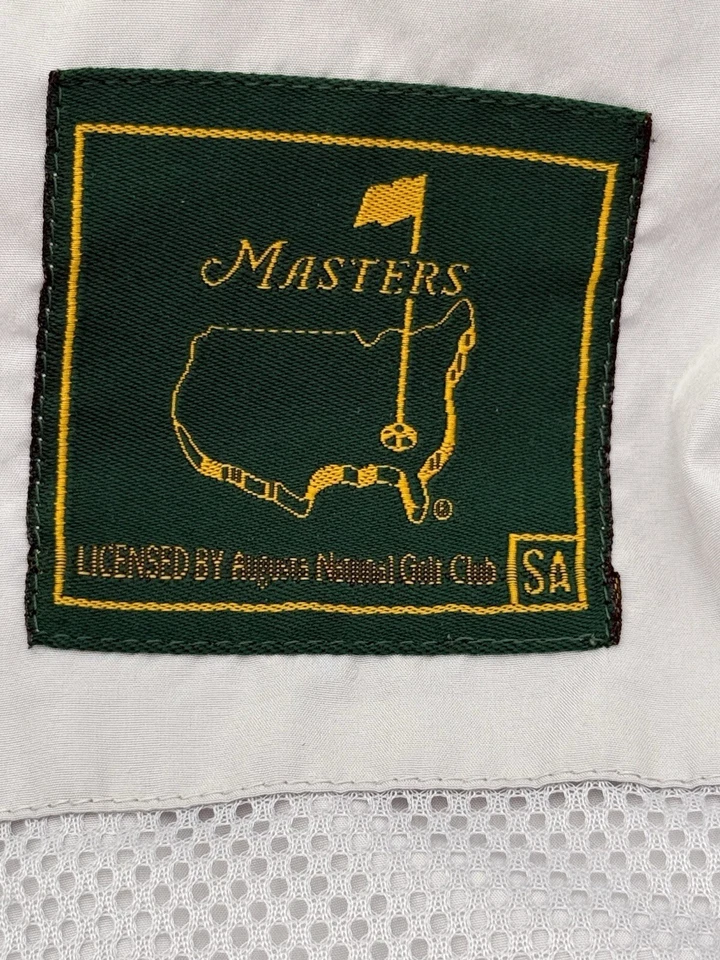 MASTERS
®
LICENSED BY Augusta National Golf Club SA